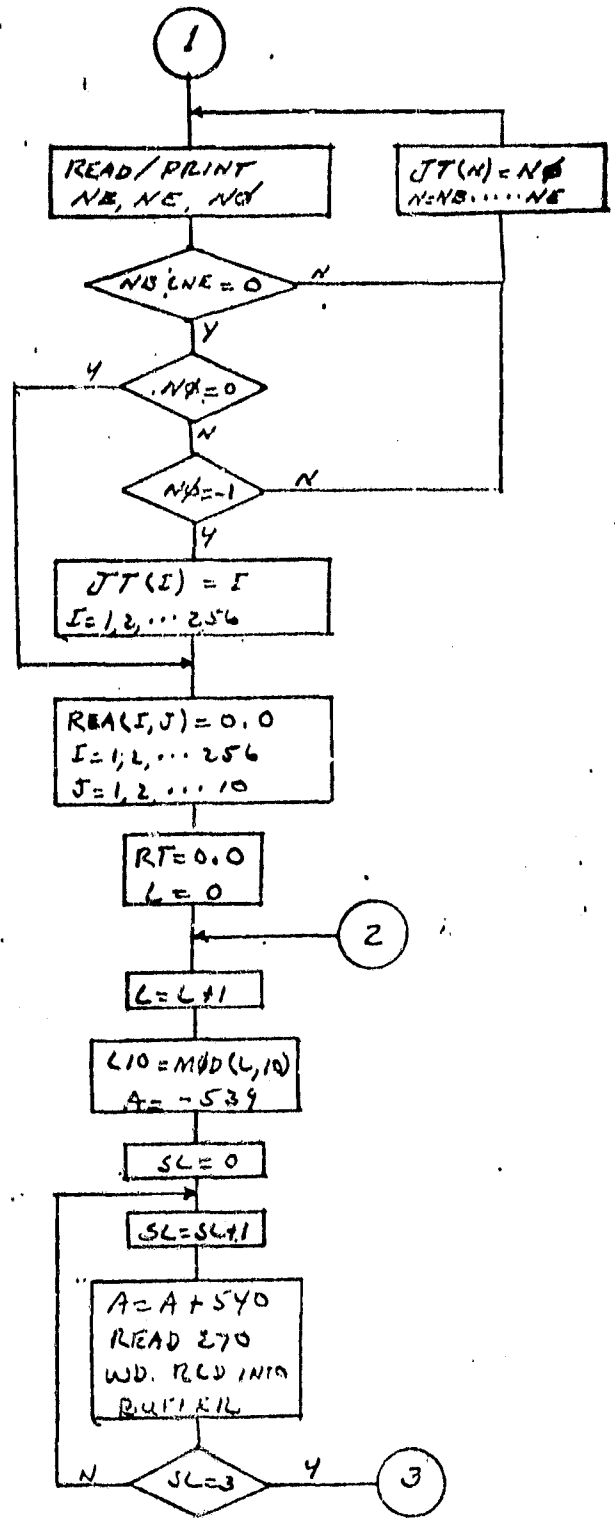 1
READ/PRINT
NB, NE, NØ
JT(N)=NØ
N=NB.....NE
NB,&NE=0
N
Y
Y
NØ=0
N
NØ=-1
N
Y
JT(I) = I
I=1,2,...256
REA(I,J)=0.0
I=1,2,...256
J=1,2,...10
RT=0.0
L=0
2
L=L+1
L10=MØD(L,10)
A=-539
SL=0
SL=SL+1
A=A+540
READ 270
WD. RCD INTO
BUFFER
SL=3
N
Y
3